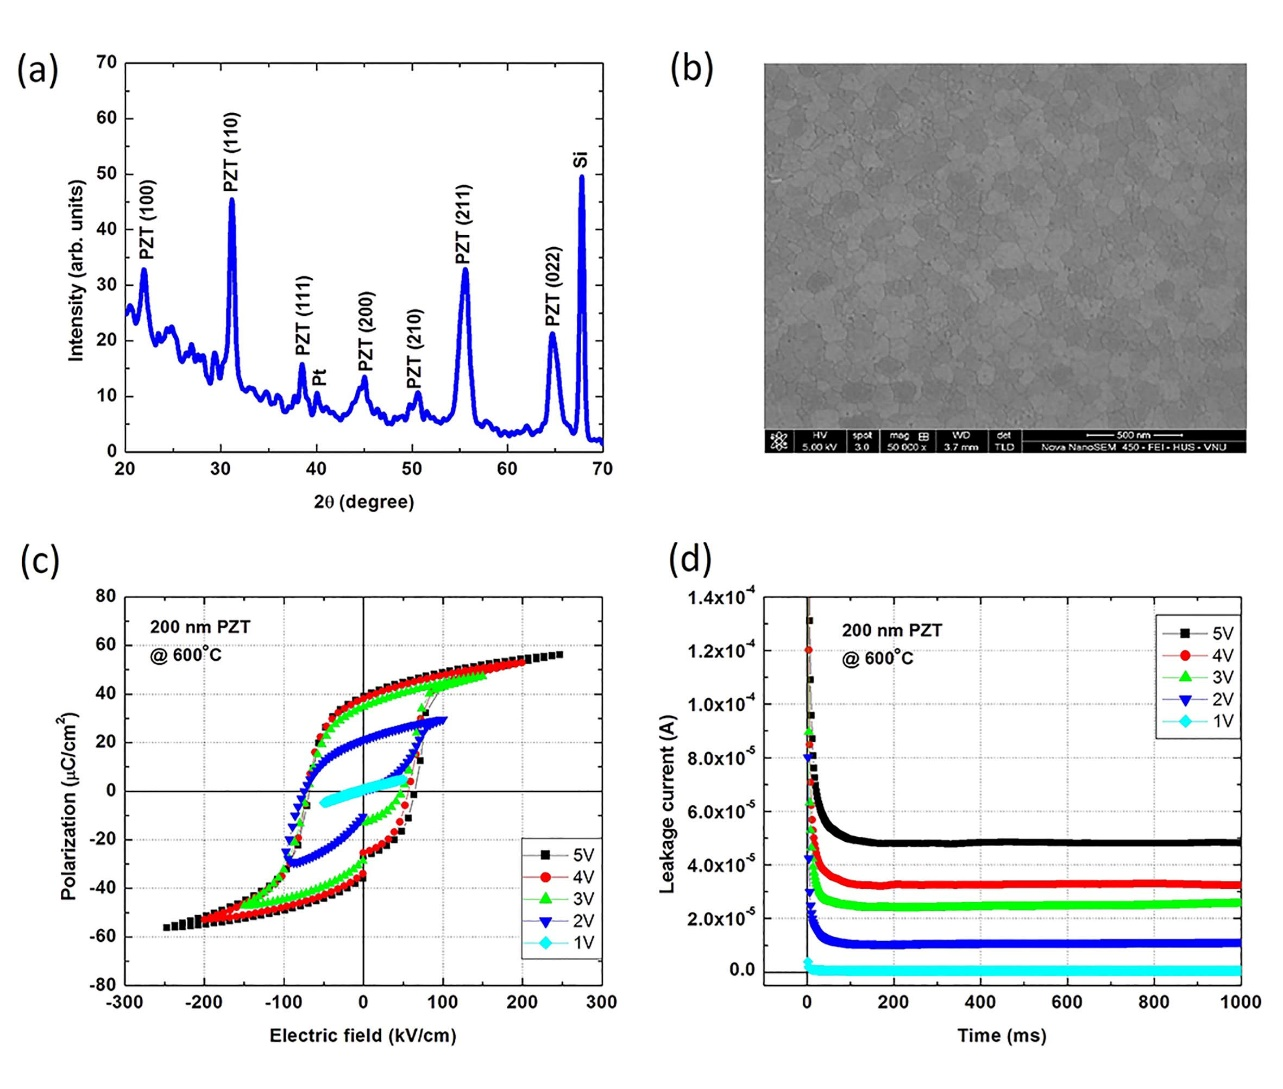 (a)
70
60
50
40
30
20
10
0
Intensity (arb. units)
PZT (100)
PZT (110)
PZT (111)
Pt
PZT (200)
PZT (210)
PZT (211)
PZT (022)
Si
20 30 40 50 60 70
2θ (degree)
(b)
HV spot mag WD det 500 nm
5.00 kV 3.0 50 000 x 3.7 mm TLD Nova NanoSEM 450 - FEI - HUS - VNU
(c)
80
60
40
20
0
-20
-40
-60
-80
Polarization (μC/cm²)
200 nm PZT
@ 600°C
5V
4V
3V
2V
1V
-300 -200 -100 0 100 200 300
Electric field (kV/cm)
(d)
1.4x10⁻⁴
1.2x10⁻⁴
1.0x10⁻⁴
8.0x10⁻⁵
6.0x10⁻⁵
4.0x10⁻⁵
2.0x10⁻⁵
0.0
Leakage current (A)
200 nm PZT
@ 600°C
5V
4V
3V
2V
1V
0 200 400 600 800 1000
Time (ms)